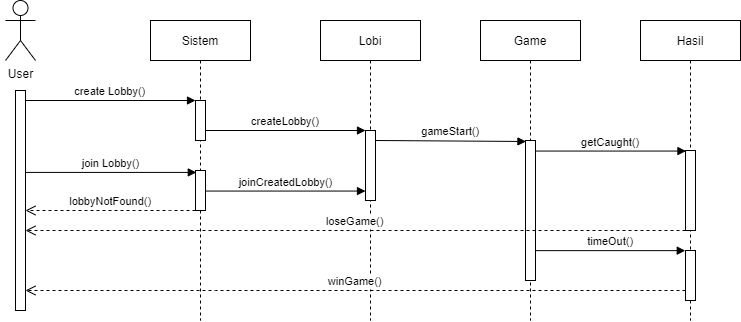 Sistem
Lobi
Game
Hasil
User
create Lobby()
createLobby()
gameStart()
getCaught()
join Lobby()
joinCreatedLobby()
lobbyNotFound()
loseGame()
timeOut()
winGame()